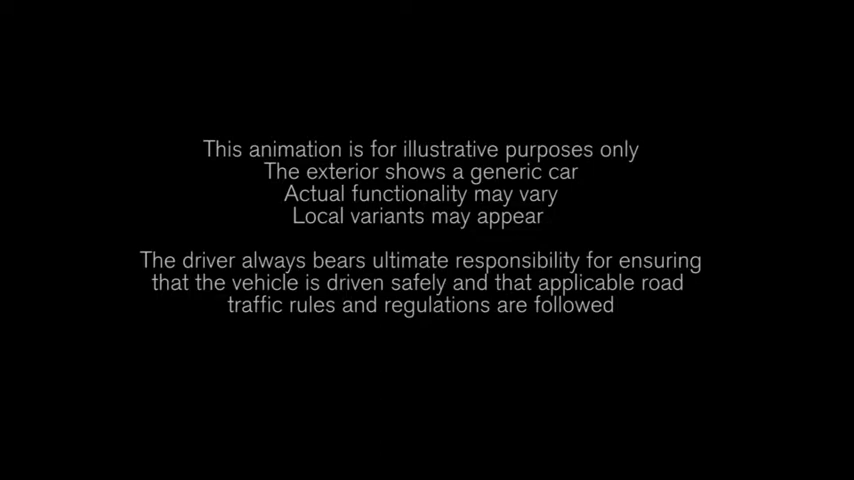 This animation is for illustrative purposes only
The exterior shows a generic car
Actual functionality may vary
Local variants may appear
The driver always bears ultimate responsibility for ensuring
that the vehicle is driven safely and that applicable road
traffic rules and regulations are followed